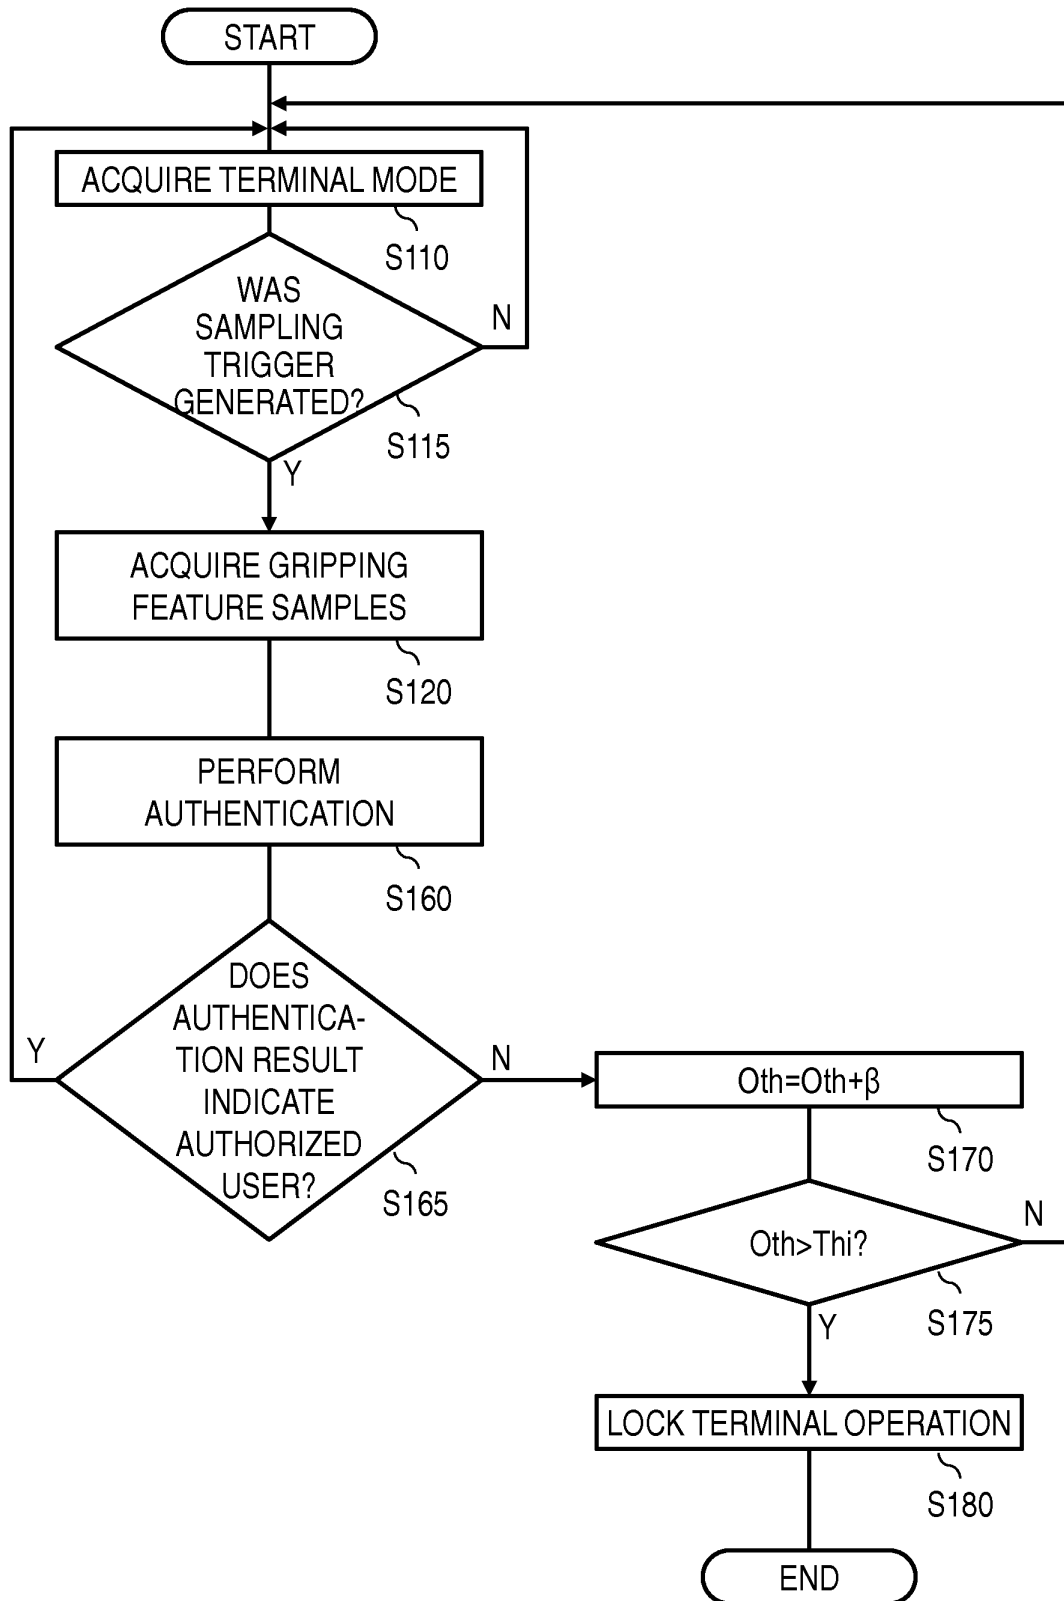 START
ACQUIRE TERMINAL MODE
S110
WAS
SAMPLING
TRIGGER
GENERATED?
N
S115
Y
ACQUIRE GRIPPING
FEATURE SAMPLES
S120
PERFORM
AUTHENTICATION
S160
DOES
AUTHENTICA-
TION RESULT
INDICATE
AUTHORIZED
USER?
Y
N
S165
Oth=Oth+β
S170
Oth>Thi?
N
S175
Y
LOCK TERMINAL OPERATION
S180
END